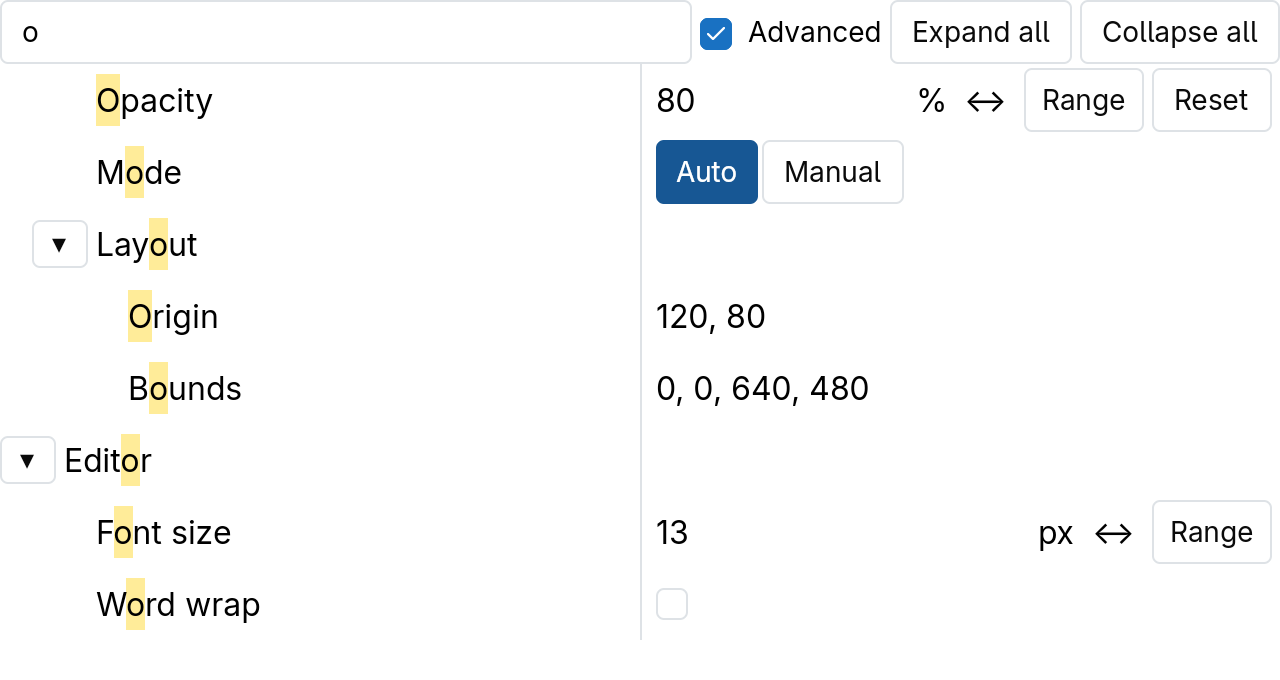 o Advanced Expand all Collapse all
Opacity 80 % ↔ Range Reset
Mode Auto Manual
▼ Layout
Origin 120, 80
Bounds 0, 0, 640, 480
▼ Editor
Font size 13 px ↔ Range
Word wrap